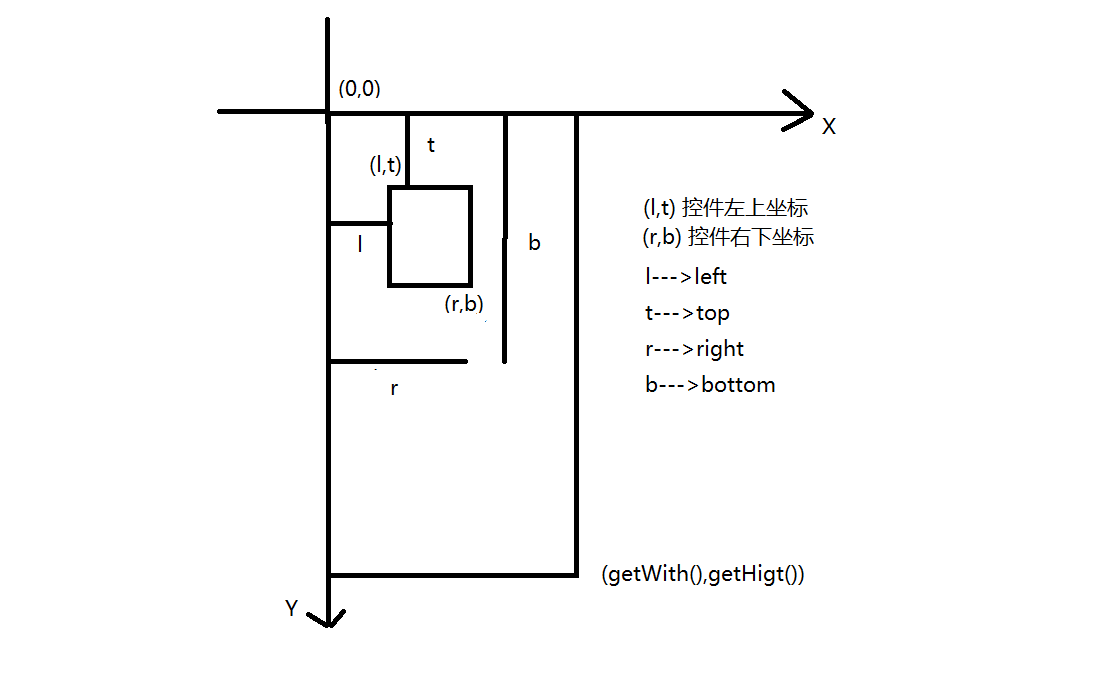 (0,0)
X
t
(l,t)
l
b
(r,b)
r
(l,t) 控件左上坐标
(r,b) 控件右下坐标
l--->left
t--->top
r--->right
b--->bottom
(getWith(),getHigt())
Y